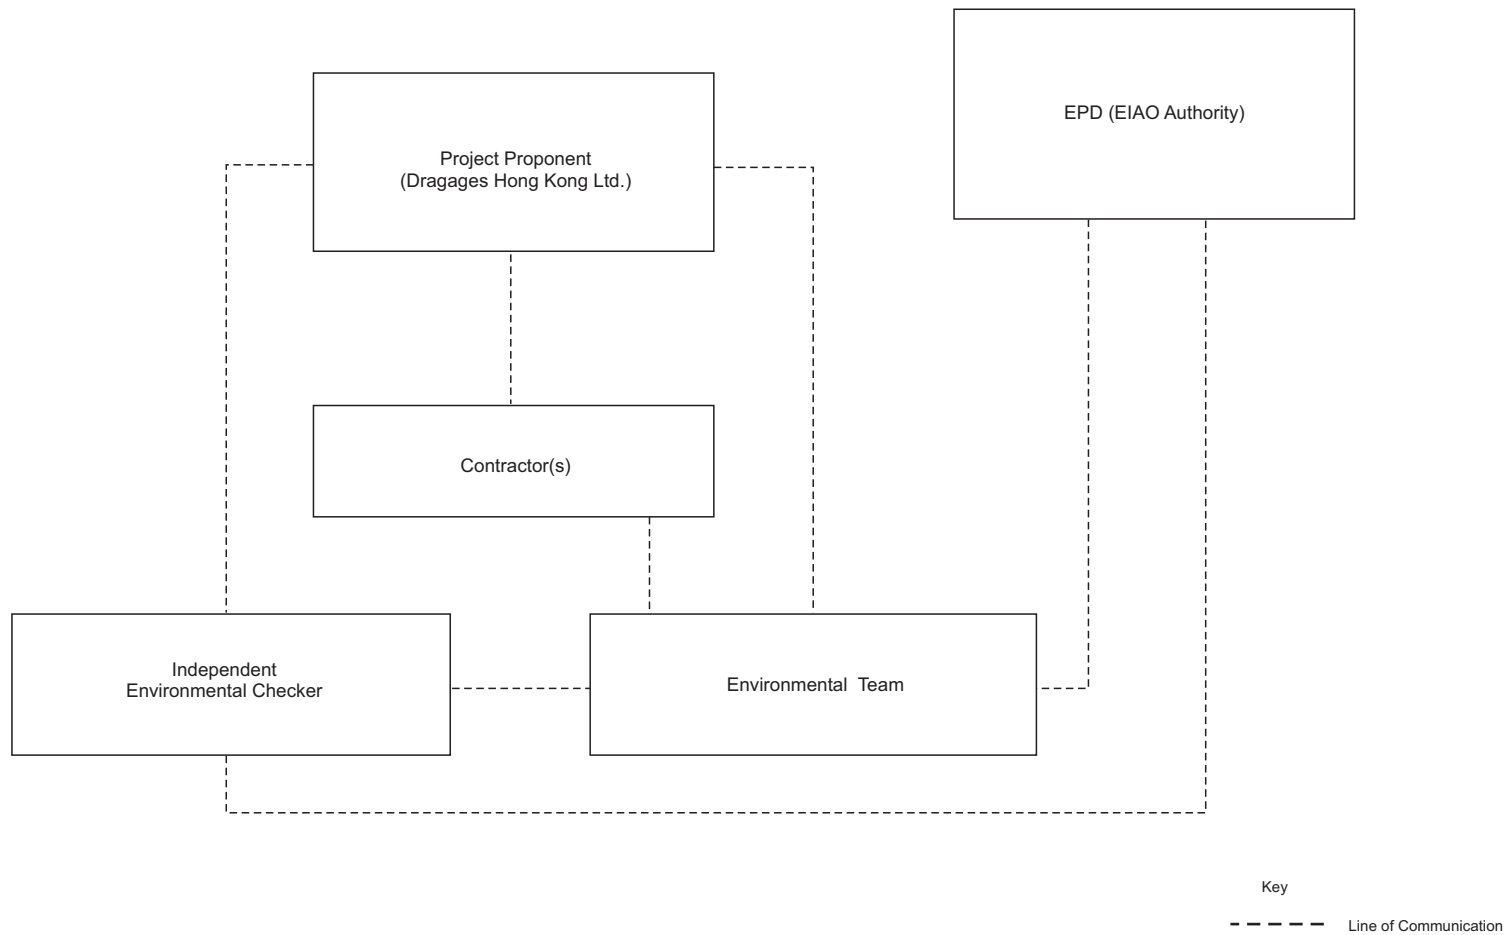 EPD (EIAO Authority)
Project Proponent
(Dragages Hong Kong Ltd.)
Contractor(s)
Independent
Environmental Checker
Environmental Team
Key
Line of Communication